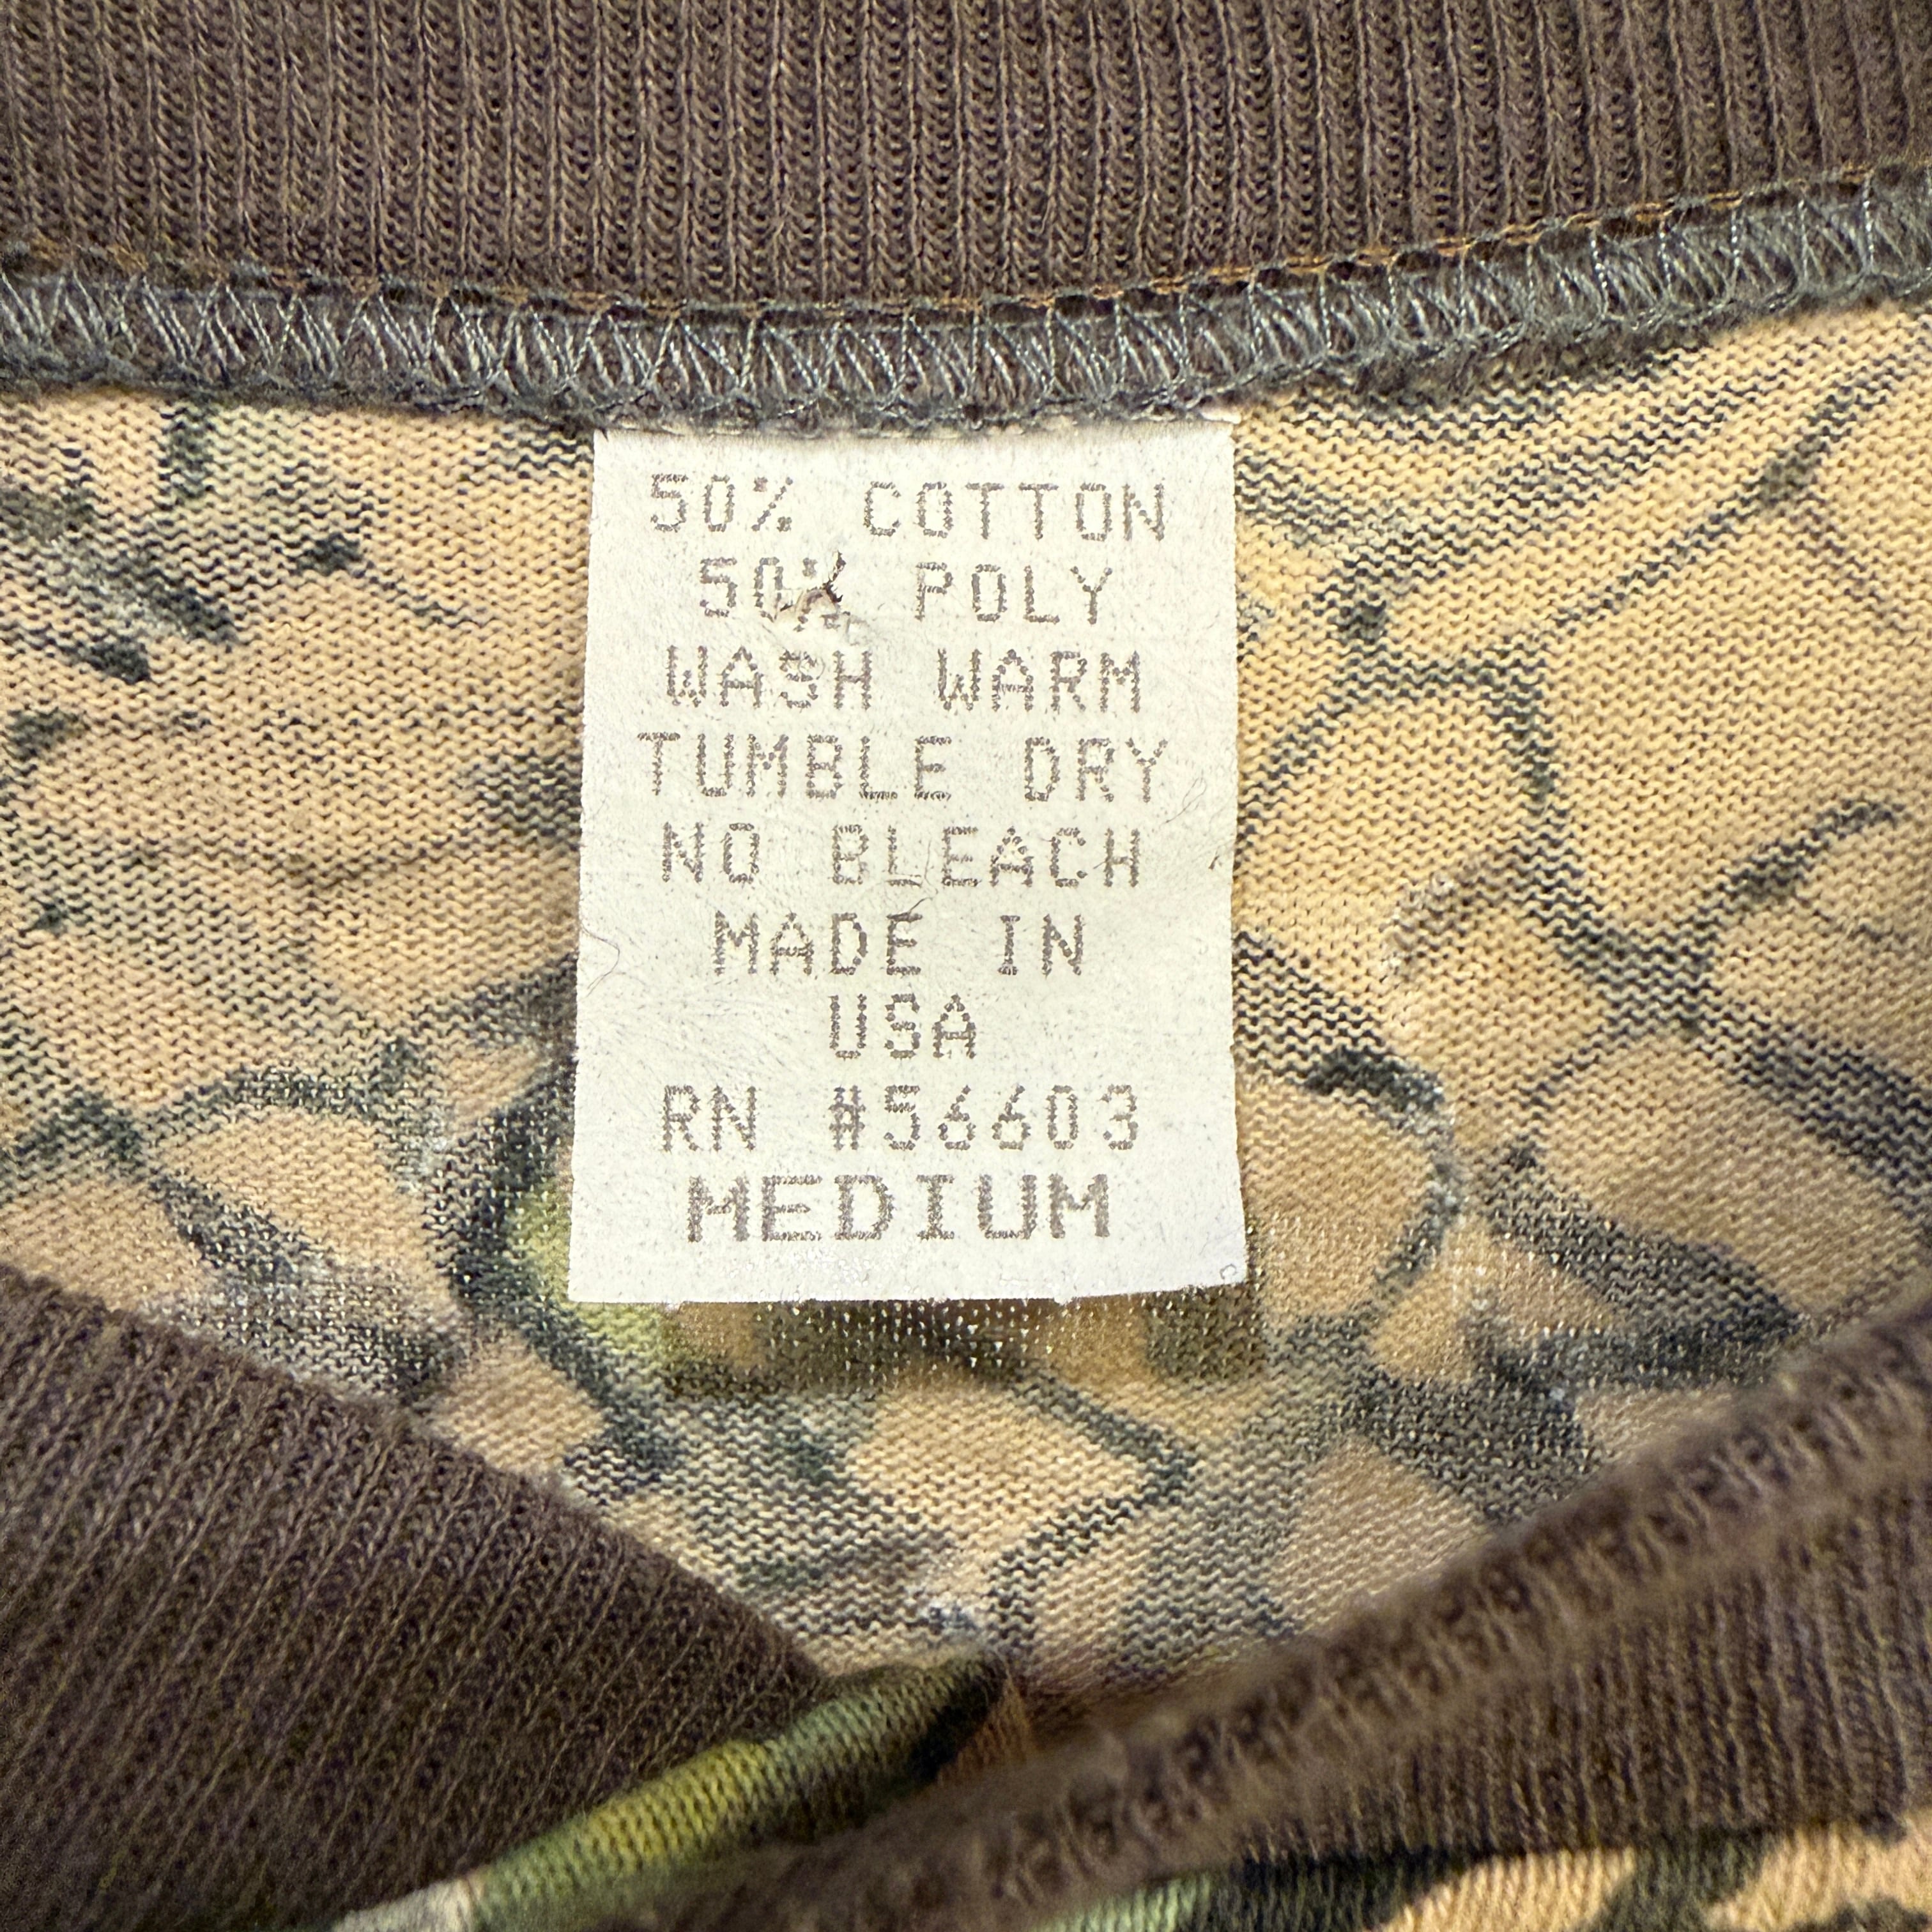 50% COTTON
50% POLY
WASH WARM
TUMBLE DRY
NO BLEACH
MADE IN
USA
RN #56603
MEDIUM
C